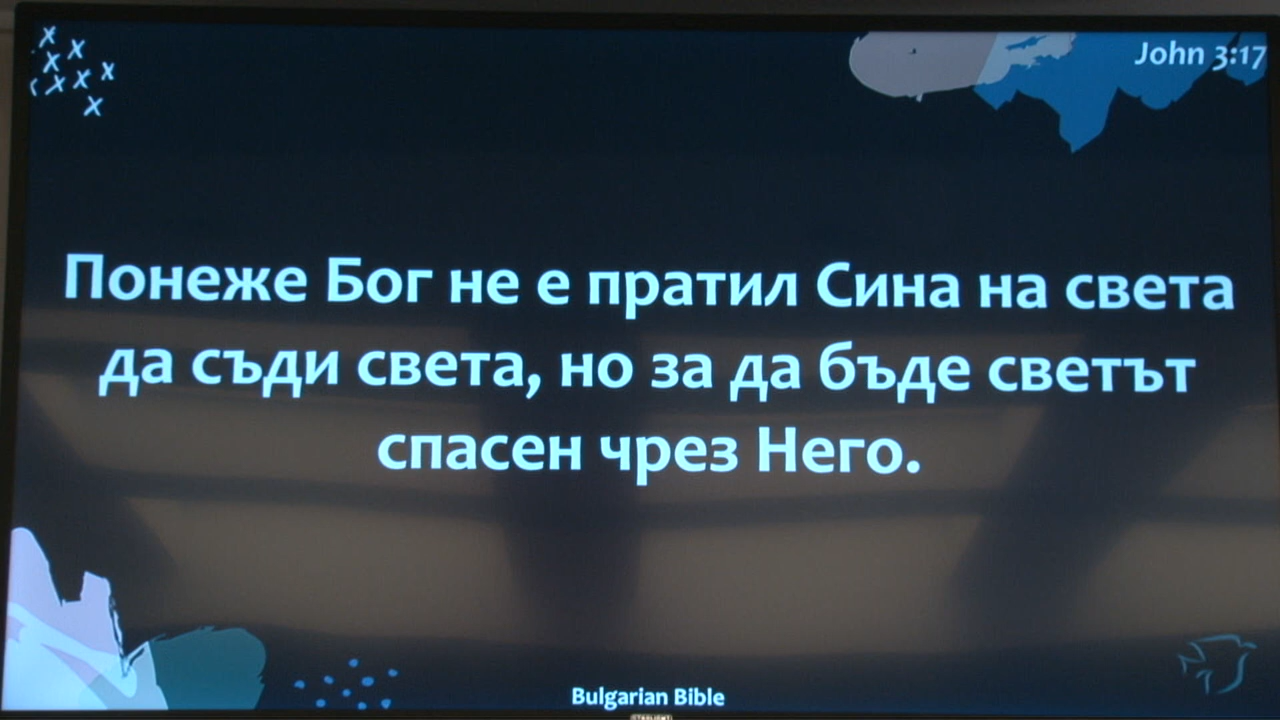 John 3:17
Понеже Бог не е пратил Сина на света
да съди света, но за да бъде светът
спасен чрез Него.
Bulgarian Bible